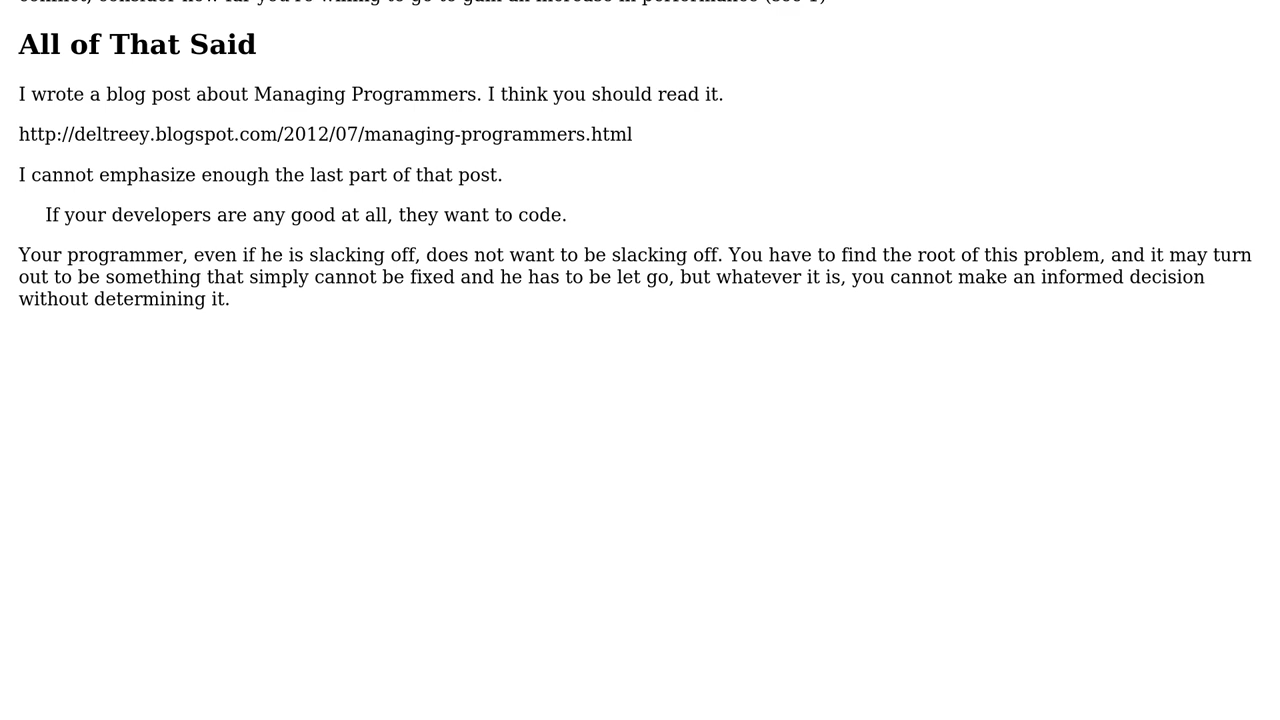 All of That Said
I wrote a blog post about Managing Programmers. I think you should read it.
http://deltreey.blogspot.com/2012/07/managing-programmers.html
I cannot emphasize enough the last part of that post.
If your developers are any good at all, they want to code.
Your programmer, even if he is slacking off, does not want to be slacking off. You have to find the root of this problem, and it may turn
out to be something that simply cannot be fixed and he has to be let go, but whatever it is, you cannot make an informed decision
without determining it.